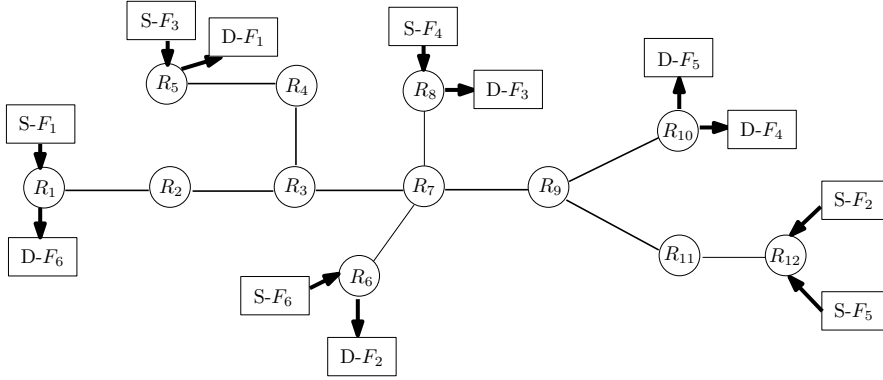 S-F₃
D-F₁
S-F₄
D-F₅
R₅
R₄
R₈
D-F₃
S-F₁
R₁₀
D-F₄
R₁
R₂
R₃
R₇
R₉
S-F₂
D-F₆
R₆
R₁₁
R₁₂
S-F₆
S-F₅
D-F₂